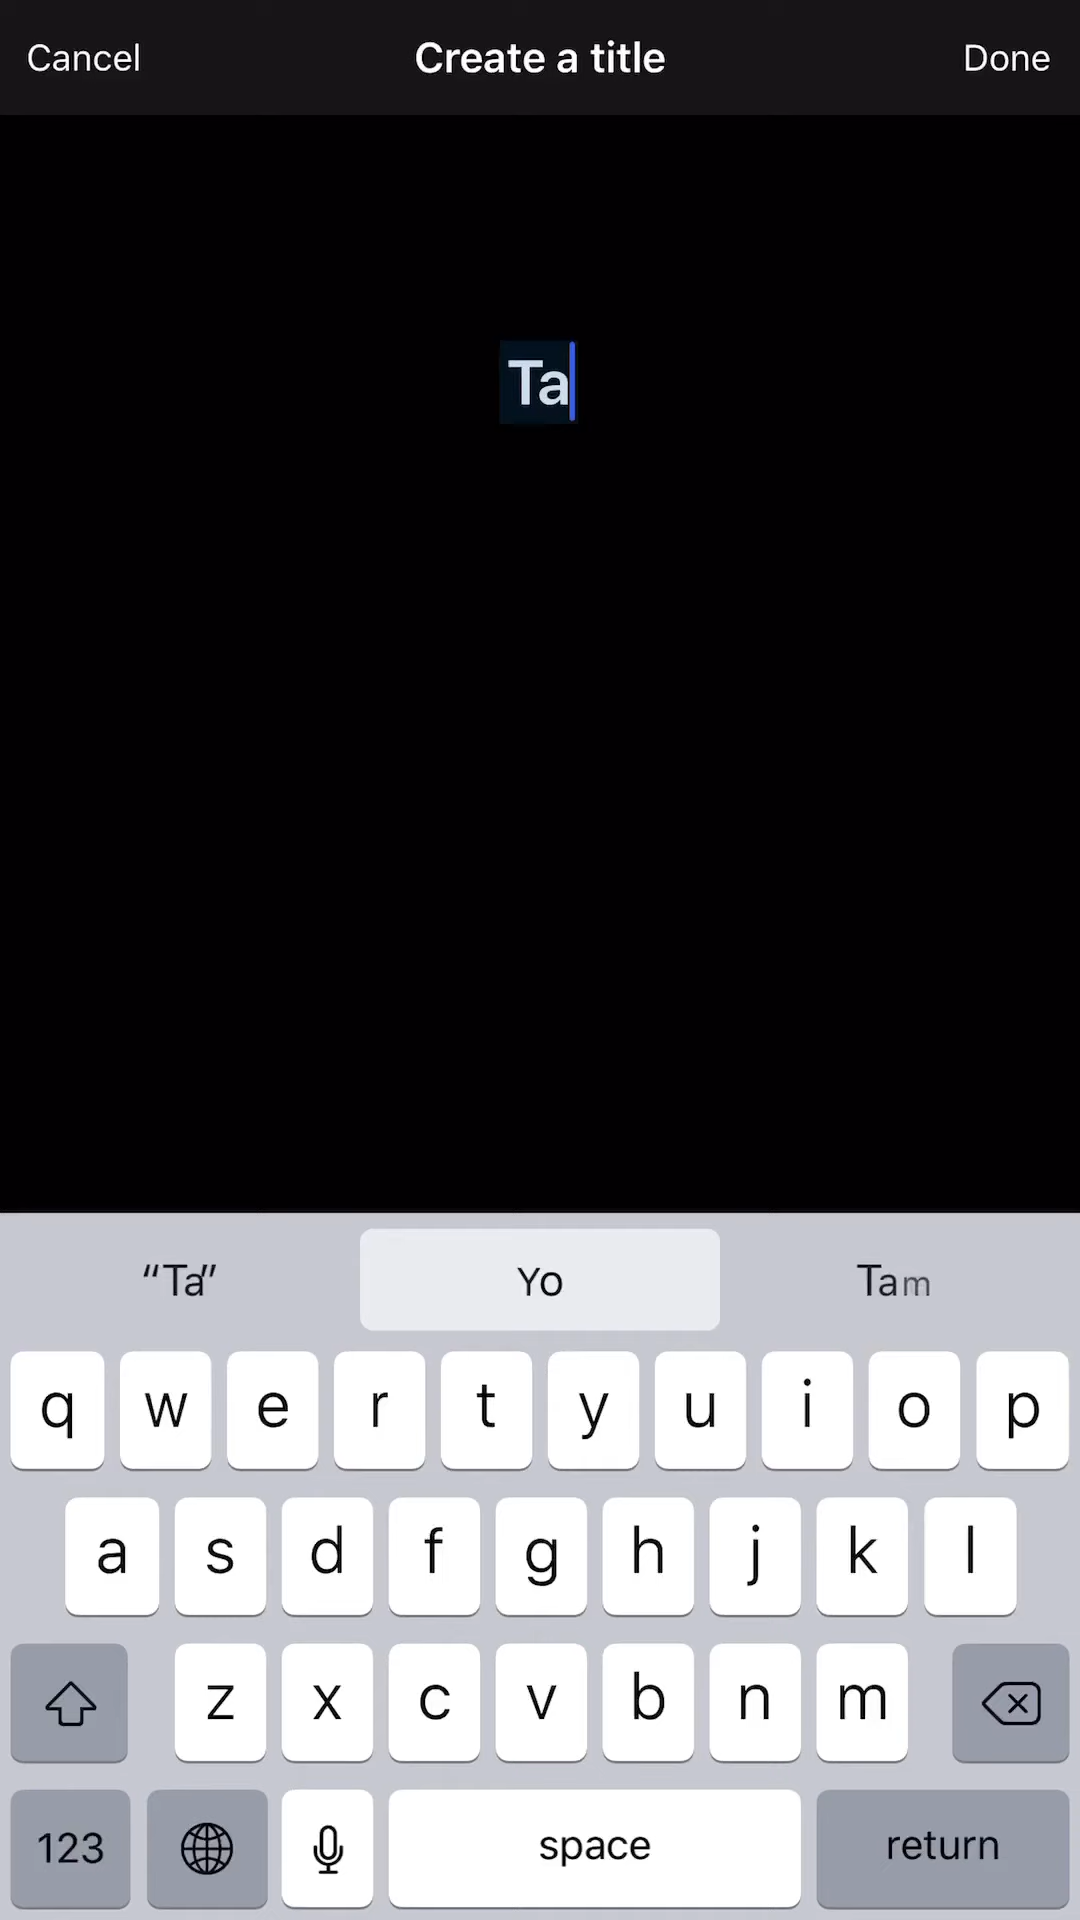 Cancel Create a title Done
Ta
“Ta” Yo Tam
q w e r t y u i o p
a s d f g h j k l
z x c v b n m
123 space return